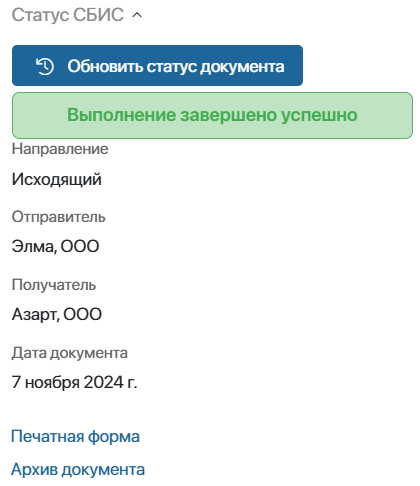 Статус СБИС
Обновить статус документа
Выполнение завершено успешно
Направление
Исходящий
Отправитель
Элма, ООО
Получатель
Азарт, ООО
Дата документа
7 ноября 2024 г.
Печатная форма
Архив документа